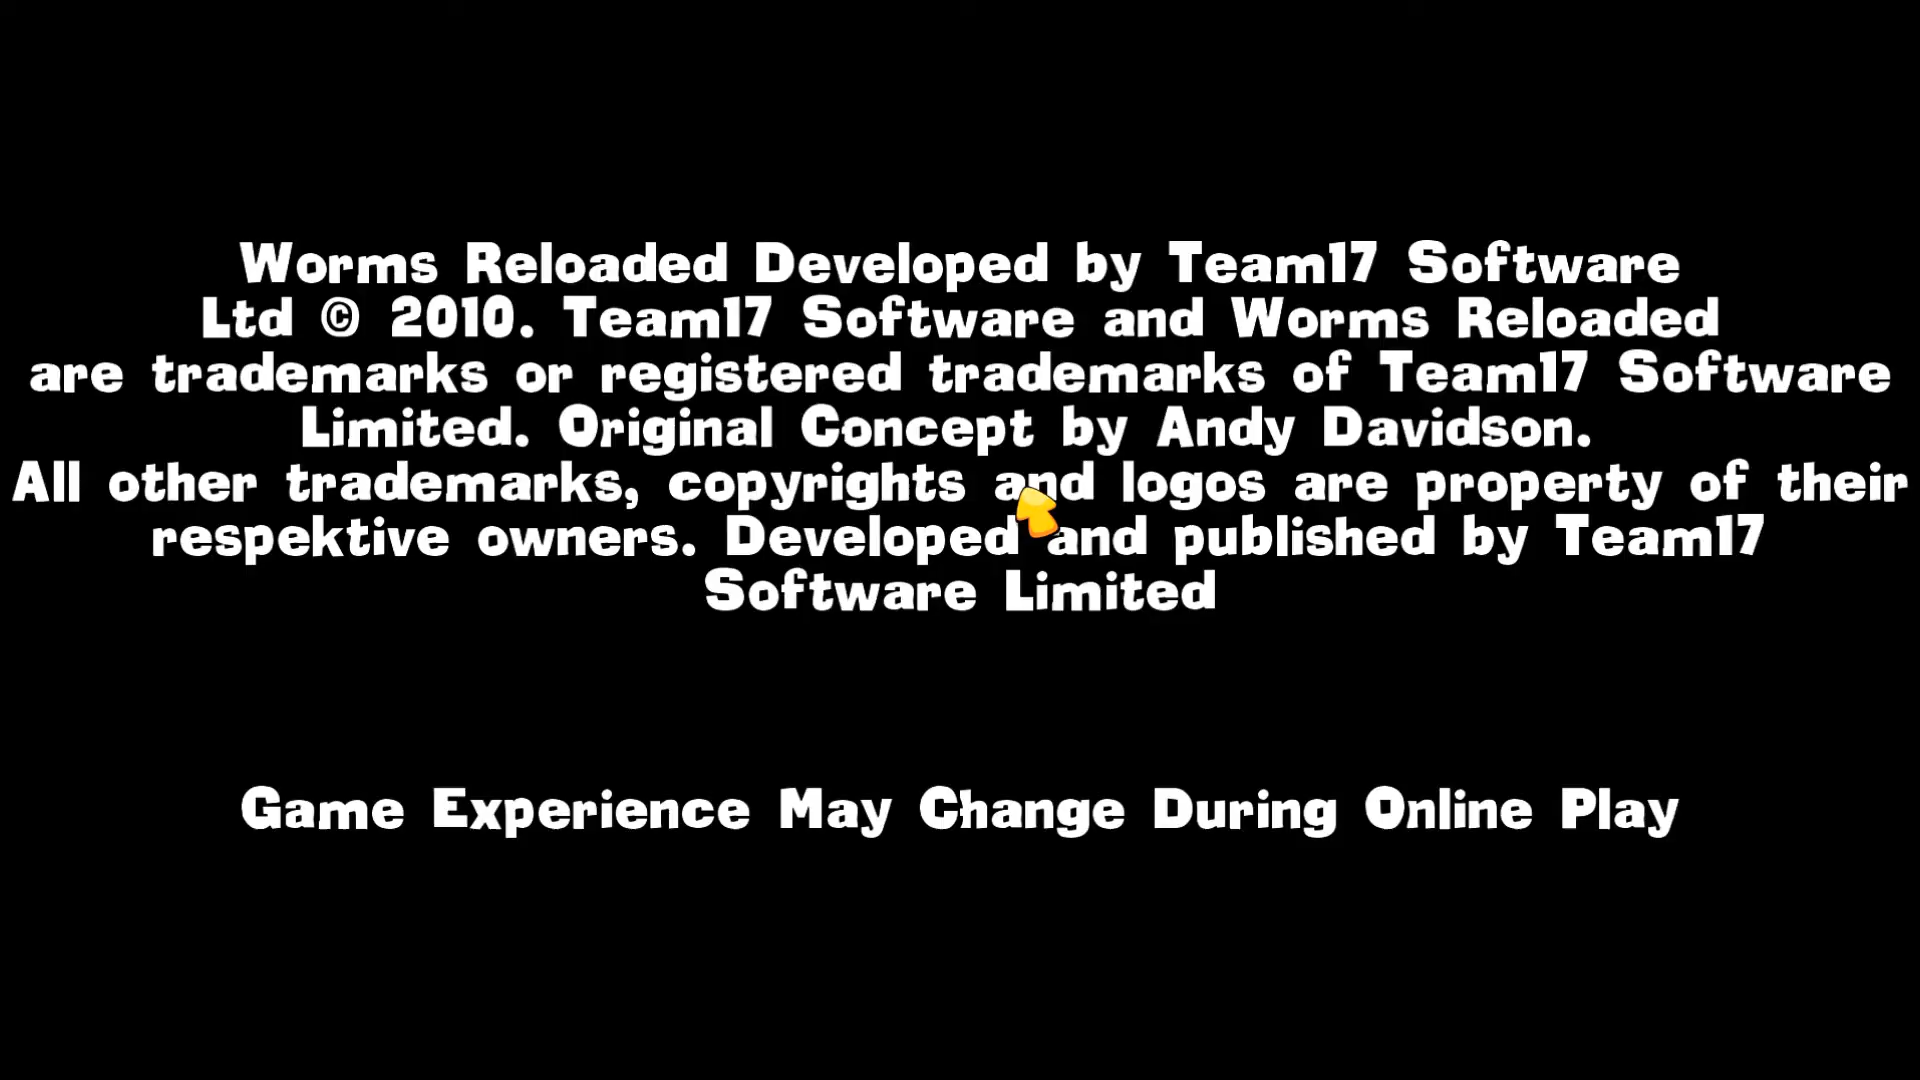 Worms Reloaded Developed by Team17 Software
Ltd © 2010. Team17 Software and Worms Reloaded
are trademarks or registered trademarks of Team17 Software
Limited. Original Concept by Andy Davidson.
All other trademarks, copyrights and logos are property of their
respektive owners. Developed and published by Team17
Software Limited
Game Experience May Change During Online Play